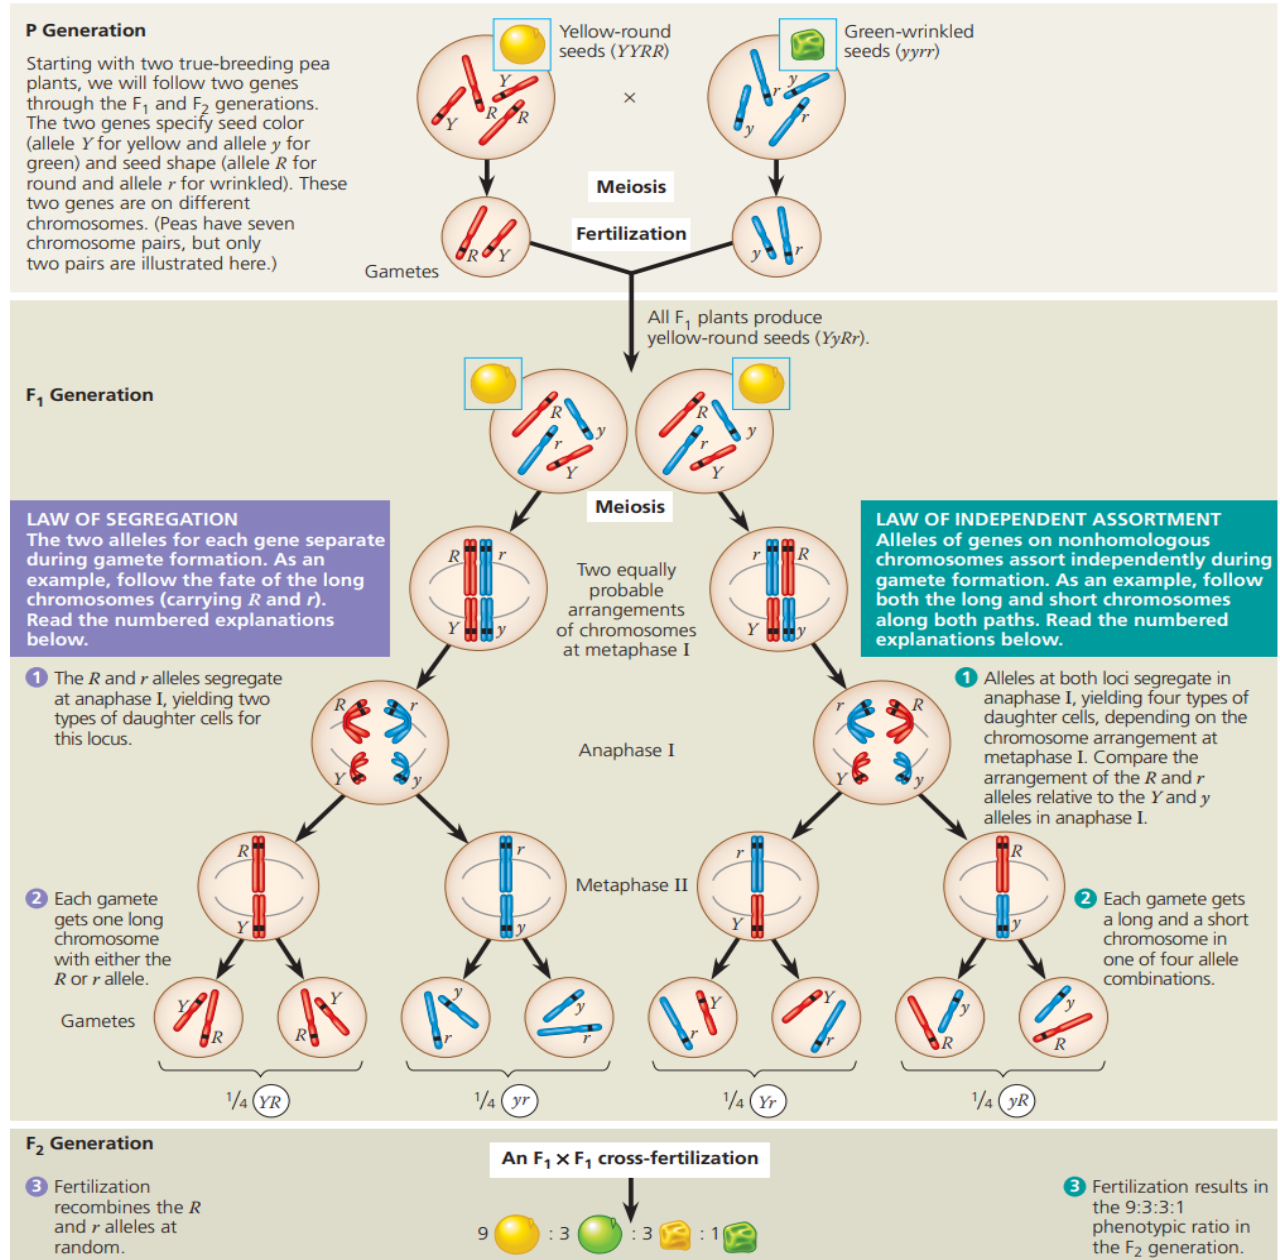 P Generation
Starting with two true-breeding pea
plants, we will follow two genes
through the F₁ and F₂ generations.
The two genes specify seed color
(allele Y for yellow and allele y for
green) and seed shape (allele R for
round and allele r for wrinkled). These
two genes are on different
chromosomes. (Peas have seven
chromosome pairs, but only
two pairs are illustrated here.)
Yellow-round
seeds (YYRR)
×
Green-wrinkled
seeds (yyrr)
Y
Y
R
R
y
r
y
r
Meiosis
Fertilization
R
Y
y
r
Gametes
All F₁ plants produce
yellow-round seeds (YyRr).
F₁ Generation
R
y
r
Y
R
y
r
Y
Meiosis
LAW OF SEGREGATION
The two alleles for each gene separate
during gamete formation. As an
example, follow the fate of the long
chromosomes (carrying R and r).
Read the numbered explanations
below.
R
r
Y
y
Two equally
probable
arrangements
of chromosomes
at metaphase I
r
R
Y
y
LAW OF INDEPENDENT ASSORTMENT
Alleles of genes on nonhomologous
chromosomes assort independently during
gamete formation. As an example, follow
both the long and short chromosomes
along both paths. Read the numbered
explanations below.
1 The R and r alleles segregate
at anaphase I, yielding two
types of daughter cells for
this locus.
R
r
Y
y
Anaphase I
r
R
Y
y
1 Alleles at both loci segregate in
anaphase I, yielding four types of
daughter cells, depending on the
chromosome arrangement at
metaphase I. Compare the
arrangement of the R and r
alleles relative to the Y and y
alleles in anaphase I.
R
Y
r
y
Metaphase II
r
Y
R
y
2 Each gamete
gets one long
chromosome
with either the
R or r allele.
2 Each gamete gets
a long and a short
chromosome in
one of four allele
combinations.
Gametes
Y
R
Y
R
y
r
y
r
Y
r
Y
r
y
R
y
R
1/4 YR
1/4 yr
1/4 Yr
1/4 yR
F₂ Generation
An F₁ × F₁ cross-fertilization
3 Fertilization
recombines the R
and r alleles at
random.
9 : 3 : 3 : 1
3 Fertilization results in
the 9:3:3:1
phenotypic ratio in
the F₂ generation.